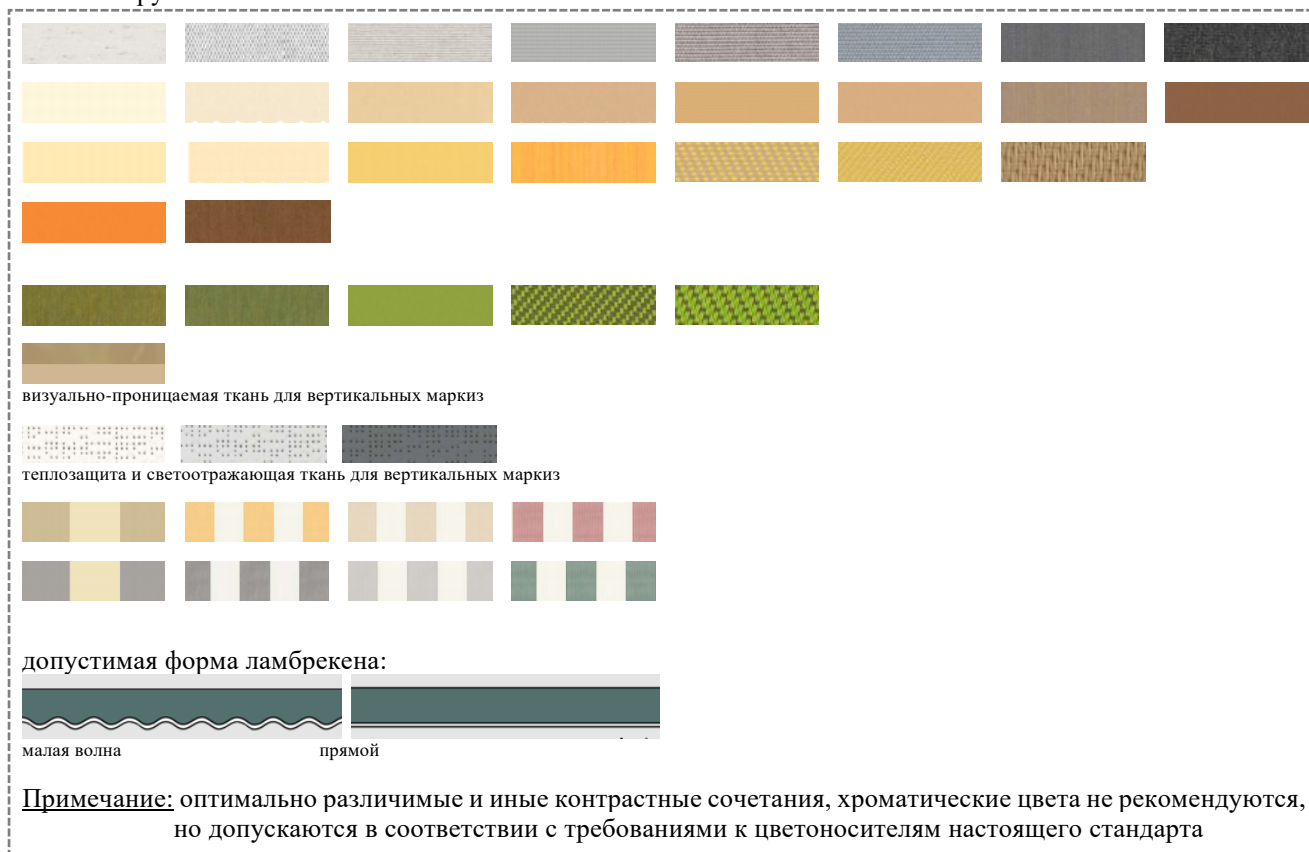 визуально-проницаемая ткань для вертикальных маркиз
теплозащита и светоотражающая ткань для вертикальных маркиз
допустимая форма ламбрекена:
малая волна прямой
Примечание: оптимально различимые и иные контрастные сочетания, хроматические цвета не рекомендуются,
но допускаются в соответствии с требованиями к цветоносителям настоящего стандарта